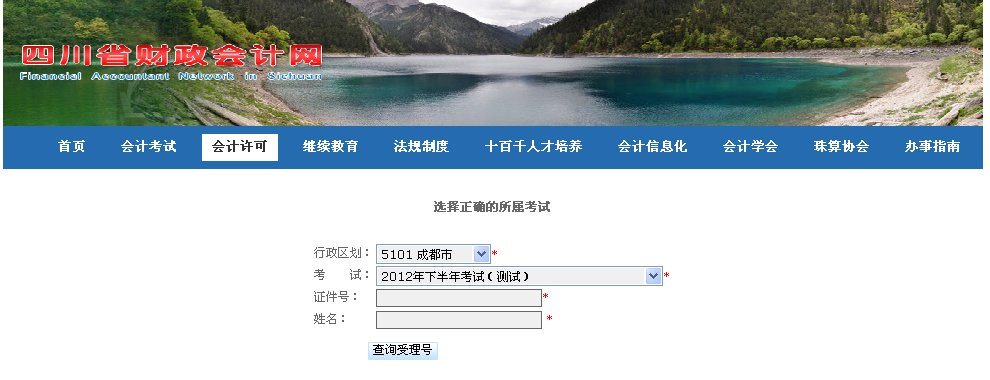 四川省财政会计网
Financial Accountant Network in Sichuan
首页 会计考试 会计许可 继续教育 法规制度 十百千人才培养 会计信息化 会计学会 珠算协会 办事指南
选择正确的所属考试
行政区划： 5101 成都市 *
考 试： 2012年下半年考试（测试） *
证件号： *
姓名： *
查询受理号